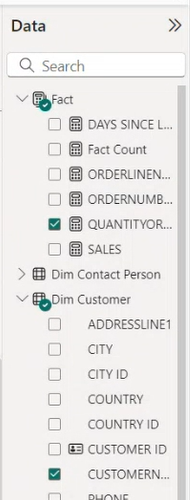 Data
Search
Fact
DAYS SINCE L...
Fact Count
ORDERLINEN...
ORDERNUMB...
QUANTITYOR...
SALES
Dim Contact Person
Dim Customer
ADDRESSLINE1
CITY
CITY ID
COUNTRY
COUNTRY ID
CUSTOMER ID
CUSTOMERN...
PHONE